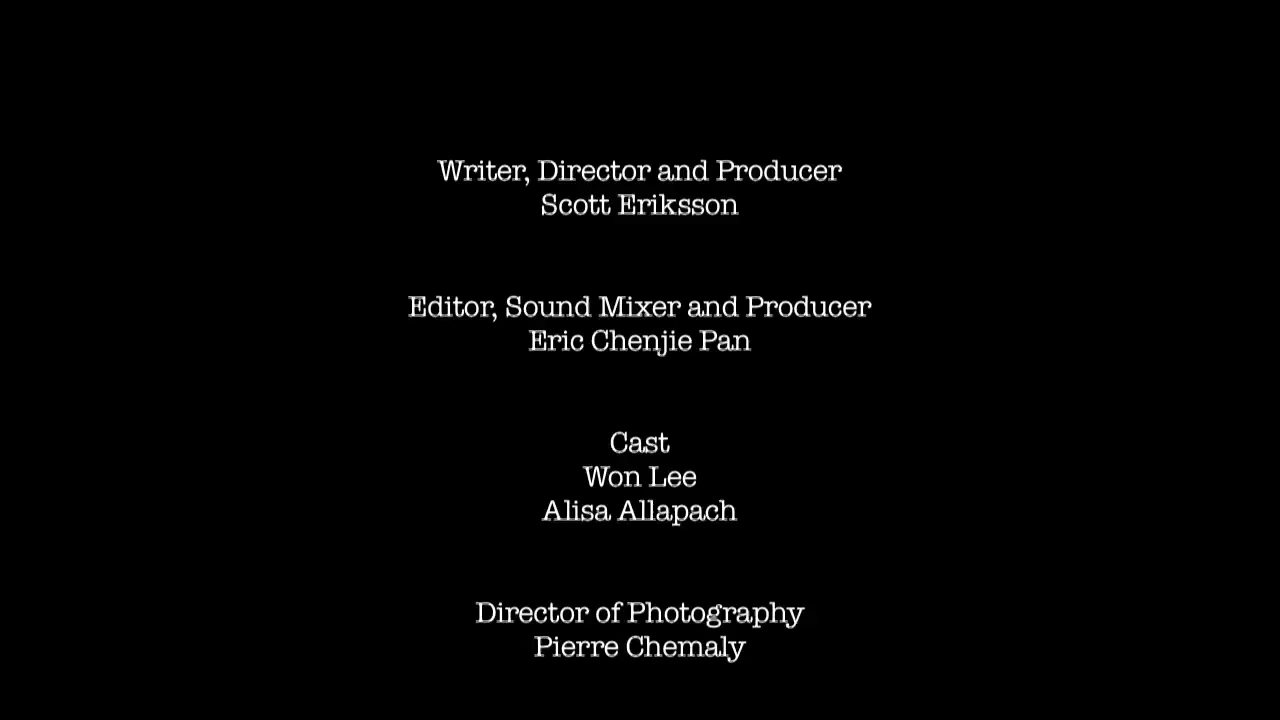 Writer, Director and Producer
Scott Eriksson
Editor, Sound Mixer and Producer
Eric Chenjie Pan
Cast
Won Lee
Alisa Allapach
Director of Photography
Pierre Chemaly